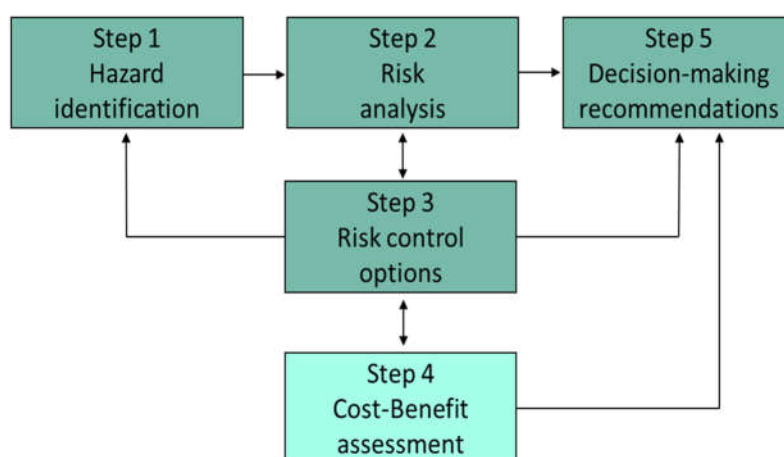 Step 1
Hazard
identification
Step 2
Risk
analysis
Step 5
Decision-making
recommendations
Step 3
Risk control
options
Step 4
Cost-Benefit
assessment